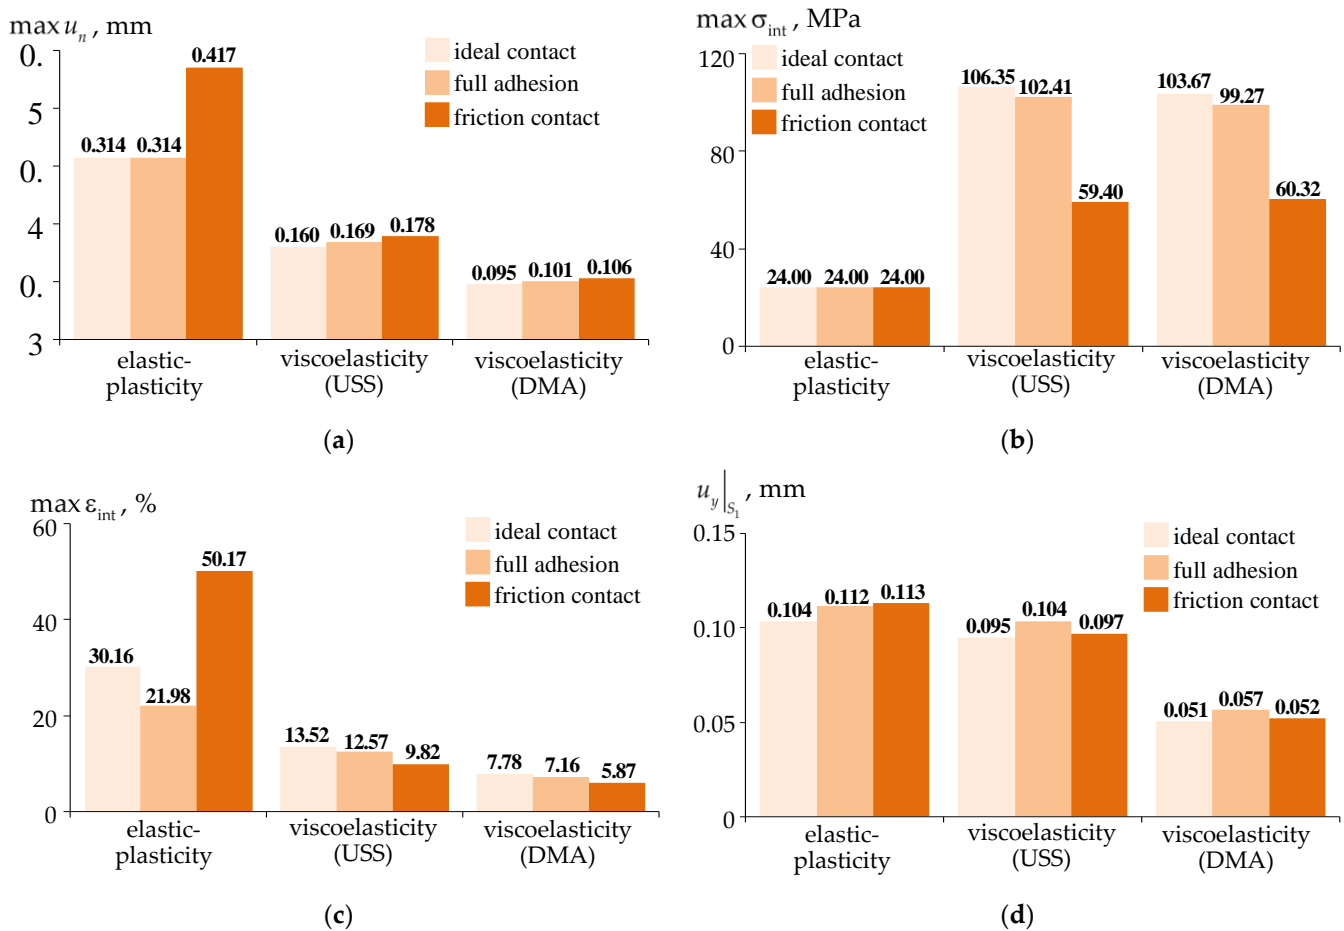 max uₙ, mm
ideal contact
full adhesion
friction contact
0.
5
0.
4
0.
3
0.314 0.314 0.417
0.160 0.169 0.178
0.095 0.101 0.106
elastic-
plasticity
viscoelasticity
(USS)
viscoelasticity
(DMA)
(a)
max σint, MPa
ideal contact
full adhesion
friction contact
120
80
40
0
24.00 24.00 24.00
106.35 102.41 59.40
103.67 99.27 60.32
elastic-
plasticity
viscoelasticity
(USS)
viscoelasticity
(DMA)
(b)
max εint, %
ideal contact
full adhesion
friction contact
60
40
20
0
30.16 21.98 50.17
13.52 12.57 9.82
7.78 7.16 5.87
elastic-
plasticity
viscoelasticity
(USS)
viscoelasticity
(DMA)
(c)
u_y|S₁, mm
ideal contact
full adhesion
friction contact
0.15
0.10
0.05
0
0.104 0.112 0.113
0.095 0.104 0.097
0.051 0.057 0.052
elastic-
plasticity
viscoelasticity
(USS)
viscoelasticity
(DMA)
(d)